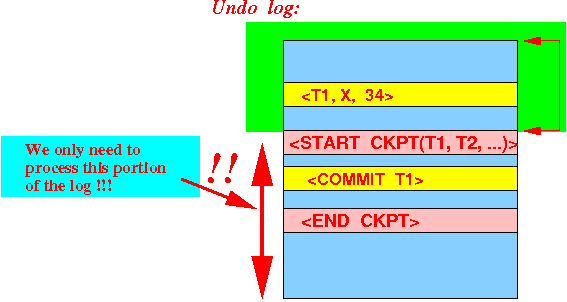 Undo log:
<T1, X, 34>
<START CKPT(T1, T2, ...)>
We only need to
process this portion
of the log !!!
!!
<COMMIT T1>
<END CKPT>